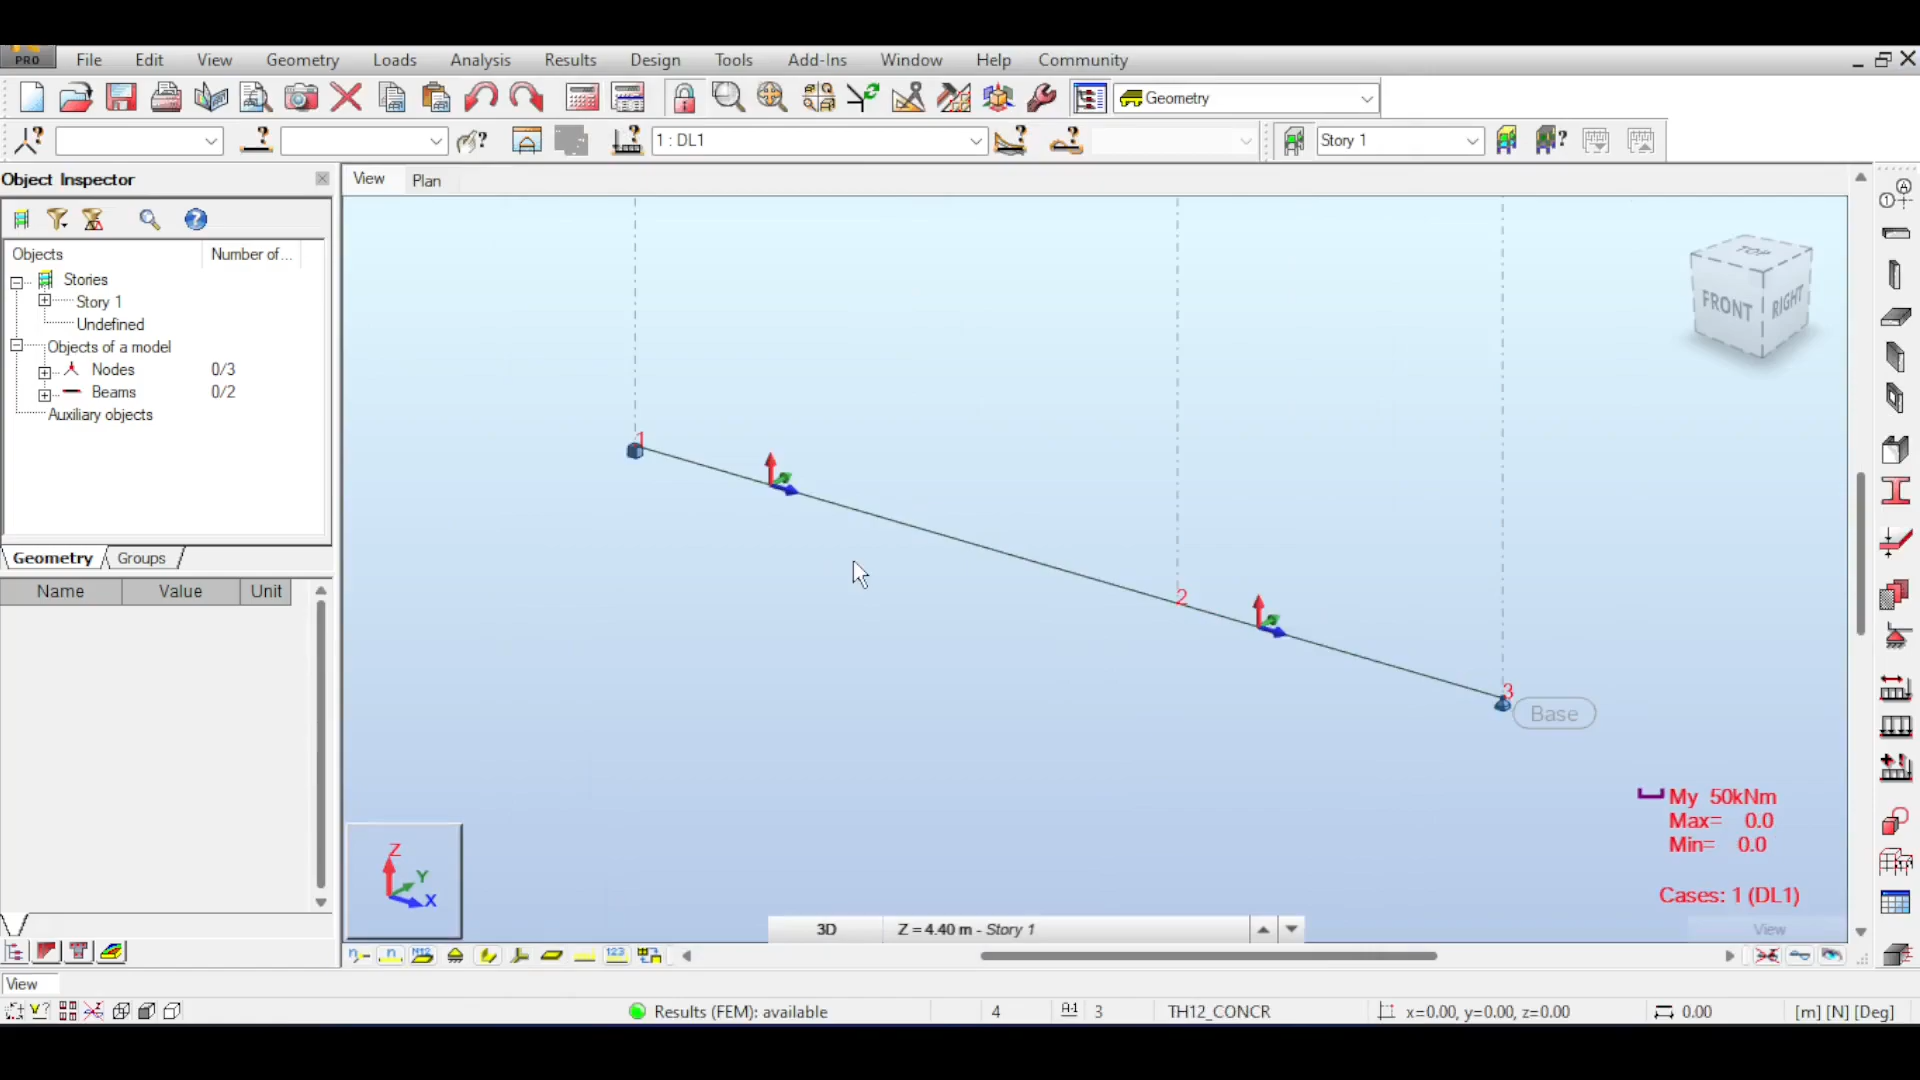 PRO
File Edit View Geometry Loads Analysis Results Design Tools Add-Ins Window Help Community
Geometry
1 : DL1
Story 1
Object Inspector
View
Plan
Objects Number of...
Stories
Story 1
Undefined
Objects of a model
Nodes 0/3
Beams 0/2
Auxiliary objects
Geometry Groups
Name Value Unit
TOP
FRONT
RIGHT
1
2
3
Base
My 50kNm
Max= 0.0
Min= 0.0
Cases: 1 (DL1)
Z
Y
X
3D
Z = 4.40 m - Story 1
View
View
Results (FEM): available 4 3 TH12_CONCR x=0.00, y=0.00, z=0.00 0.00 [m] [N] [Deg]